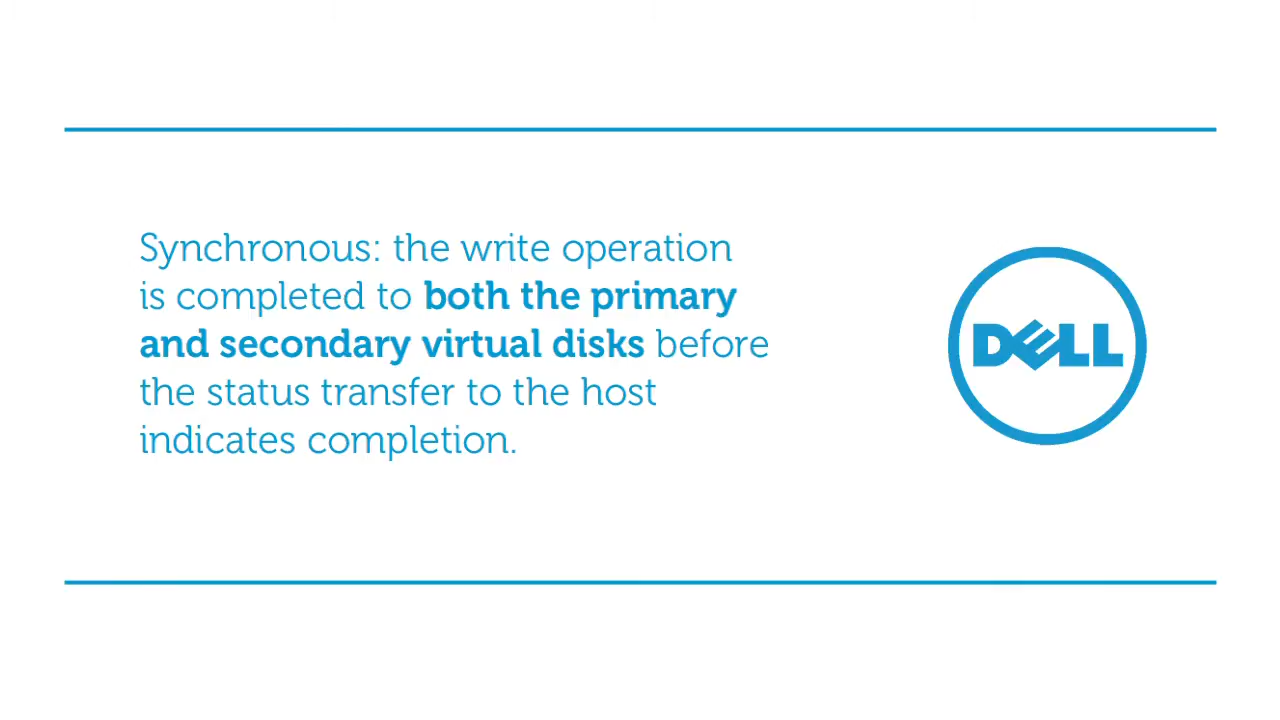 Synchronous: the write operation
is completed to both the primary
and secondary virtual disks before
the status transfer to the host
indicates completion.
DELL